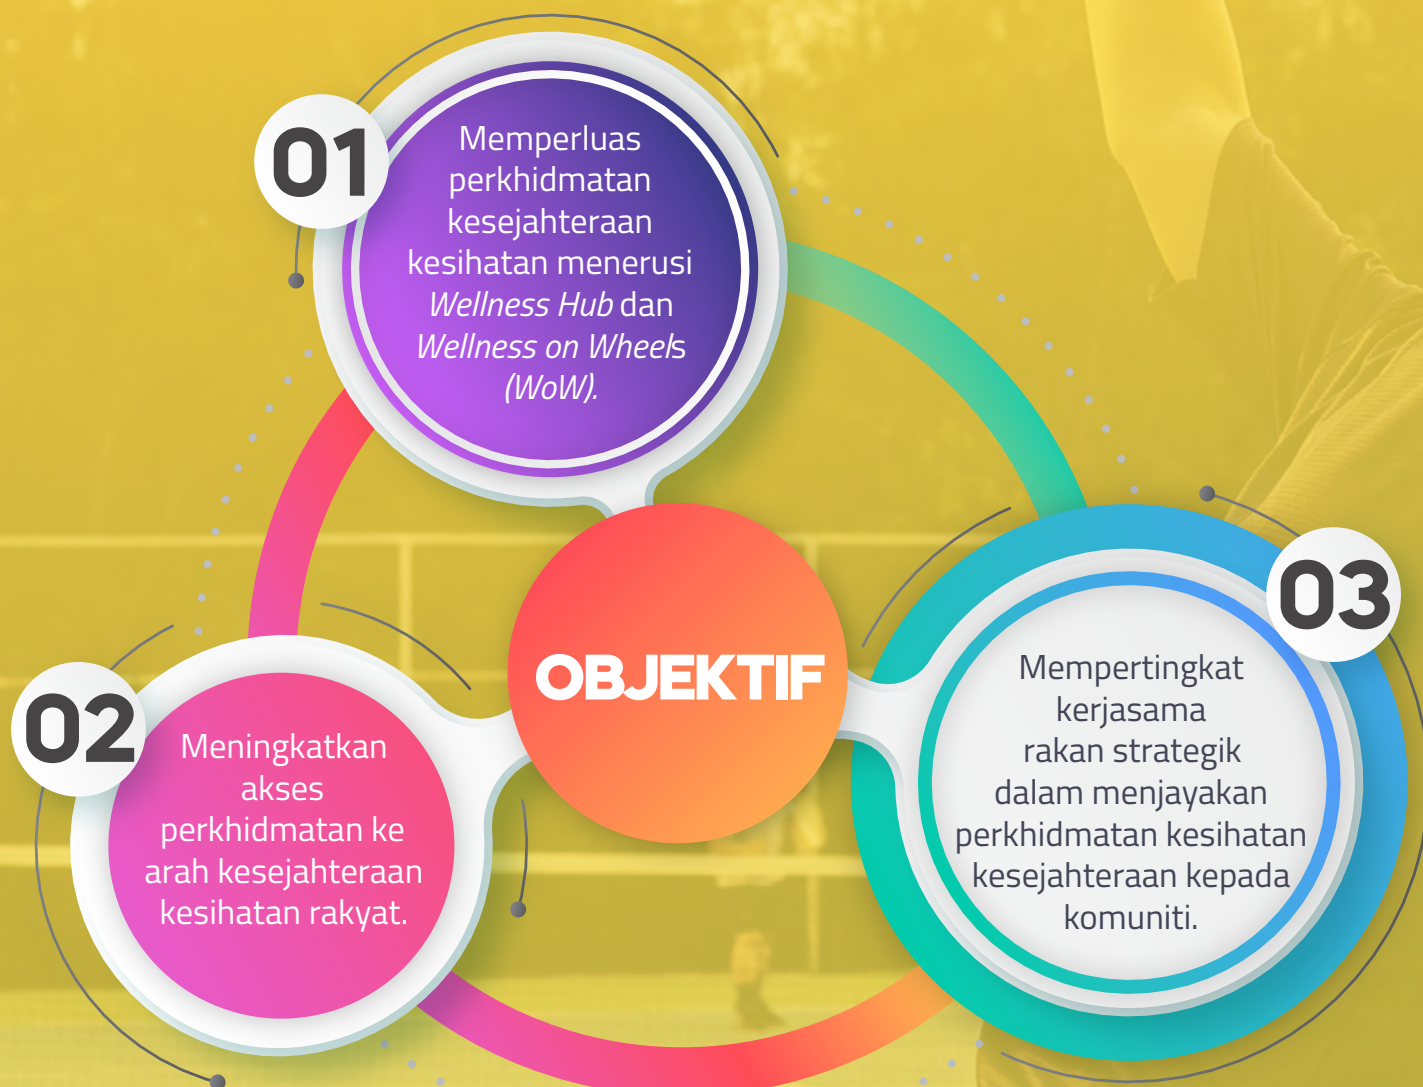 01
Memperluas
perkhidmatan
kesejahteraan
kesihatan menerusi
Wellness Hub dan
Wellness on Wheels
(WoW).
OBJEKTIF
02
Meningkatkan
akses
perkhidmatan ke
arah kesejahteraan
kesihatan rakyat.
03
Mempertingkat
kerjasama
rakan strategik
dalam menjayakan
perkhidmatan kesihatan
kesejahteraan kepada
komuniti.